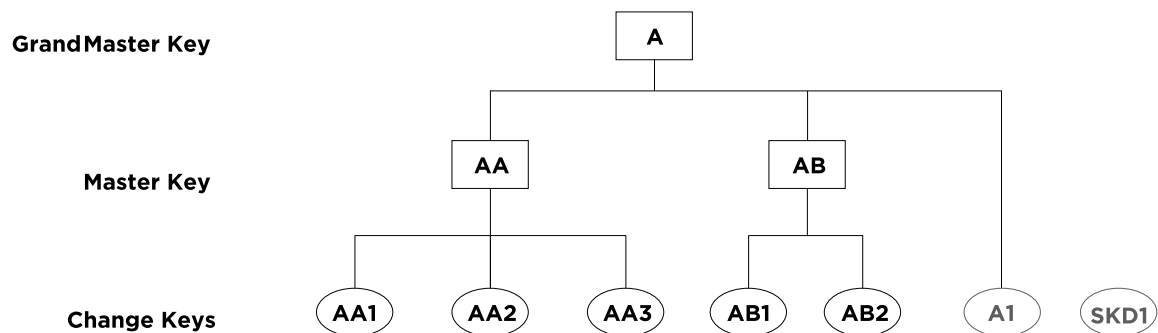 GrandMaster Key
A
Master Key
AA
AB
Change Keys
AA1
AA2
AA3
AB1
AB2
A1
SKD1